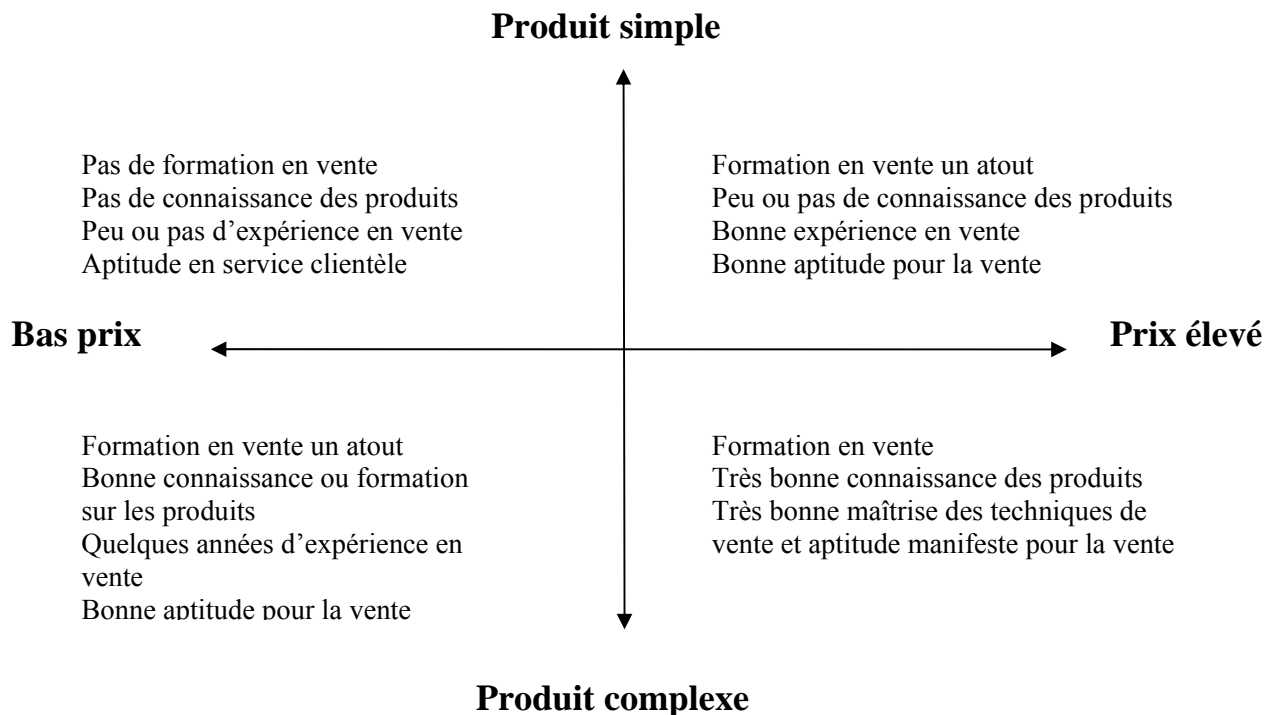 Produit simple
Pas de formation en vente
Pas de connaissance des produits
Peu ou pas d’expérience en vente
Aptitude en service clientèle
Formation en vente un atout
Peu ou pas de connaissance des produits
Bonne expérience en vente
Bonne aptitude pour la vente
Bas prix
Prix élevé
Formation en vente un atout
Bonne connaissance ou formation
sur les produits
Quelques années d’expérience en
vente
Bonne aptitude pour la vente
Formation en vente
Très bonne connaissance des produits
Très bonne maîtrise des techniques de
vente et aptitude manifeste pour la vente
Produit complexe